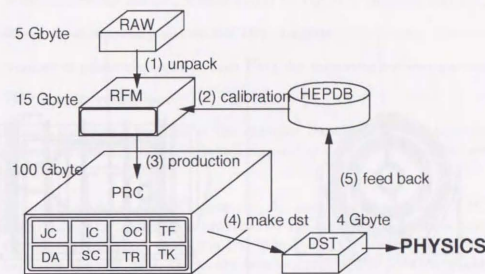 RAW
5 Gbyte
(1) unpack
15 Gbyte
RFM
(2) calibration
HEPDB
(3) production
100 Gbyte
PRC
(5) feed back
JC IC OC TF
DA SC TR TK
(4) make dst
4 Gbyte
DST
PHYSICS